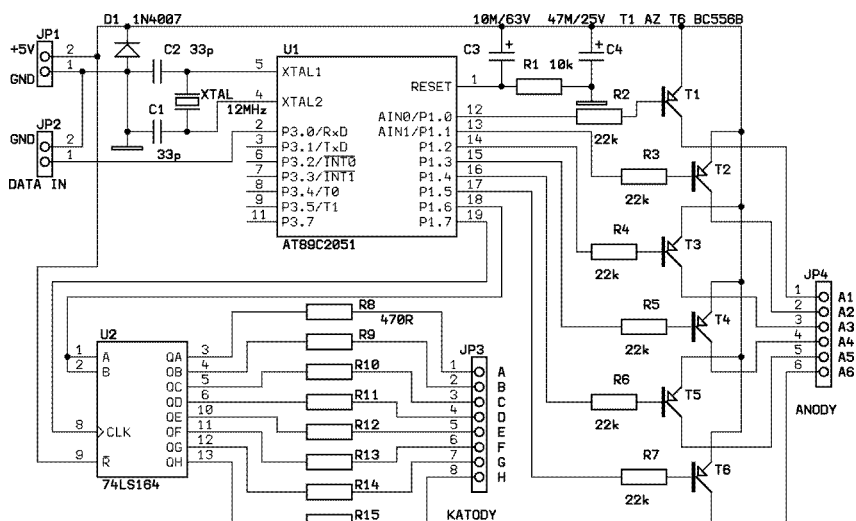 D1 1N4007
10M/63V 47M/25V T1 AZ T6 BC556B
JP1
+5V 2
GND 1
C2 33p
U1
C3
C4
R1 10k
5 XTAL1
RESET 1
XTAL
12MHz
4 XTAL2
R2
T1
C1
33p
JP2
GND 2
1
DATA IN
AIN0/P1.0 12
22k
2 P3.0/RxD
AIN1/P1.1 13
3 P3.1/TxD
P1.2 14
6 P3.2/INT0
P1.3 15
R3
T2
7 P3.3/INT1
P1.4 16
8 P3.4/T0
P1.5 17
22k
9 P3.5/T1
P1.6 18
11 P3.7
P1.7 19
AT89C2051
R4
T3
22k
JP4
1 A1
2 A2
3 A3
4 A4
5 A5
6 A6
ANODY
R5
T4
22k
U2
R8
470R
1 A
2 B
QA 3
QB 4
QC 5
QD 6
QE 10
QF 11
QG 12
QH 13
8 CLK
9 R
74LS164
R9
R10
R11
R12
R13
R14
R15
JP3
1 A
2 B
3 C
4 D
5 E
6 F
7 G
8 H
KATODY
R6
T5
22k
R7
T6
22k